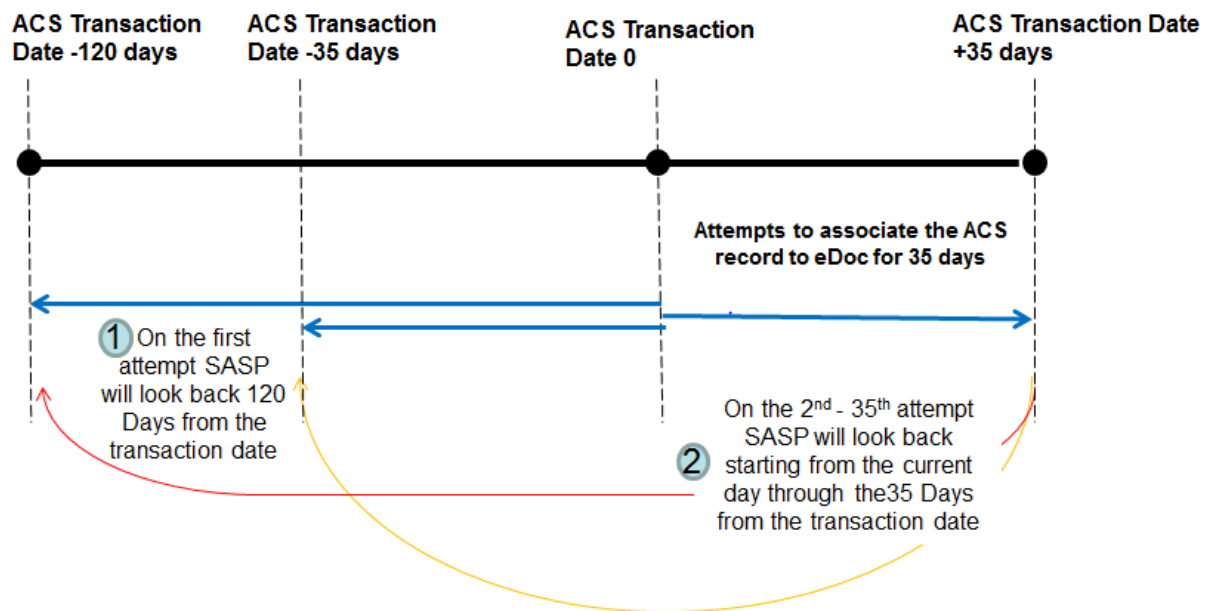 ACS Transaction
Date -120 days
ACS Transaction
Date -35 days
ACS Transaction
Date 0
ACS Transaction Date
+35 days
Attempts to associate the ACS
record to eDoc for 35 days
1 On the first
attempt SASP
will look back 120
Days from the
transaction date
On the 2nd - 35th attempt
SASP will look back
2 starting from the current
day through the35 Days
from the transaction date